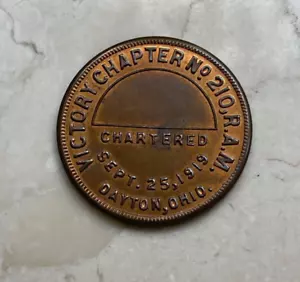 VICTORY CHAPTER No 210, R.A.M.
CHARTERED
SEPT. 25, 1919
DAYTON, OHIO.